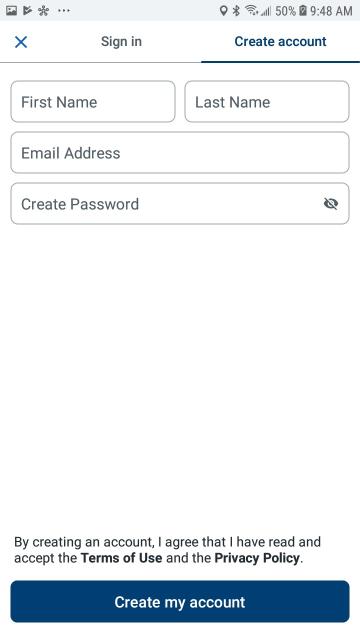 50% 9:48 AM
Sign in Create account
First Name Last Name
Email Address
Create Password
By creating an account, I agree that I have read and
accept the Terms of Use and the Privacy Policy.
Create my account